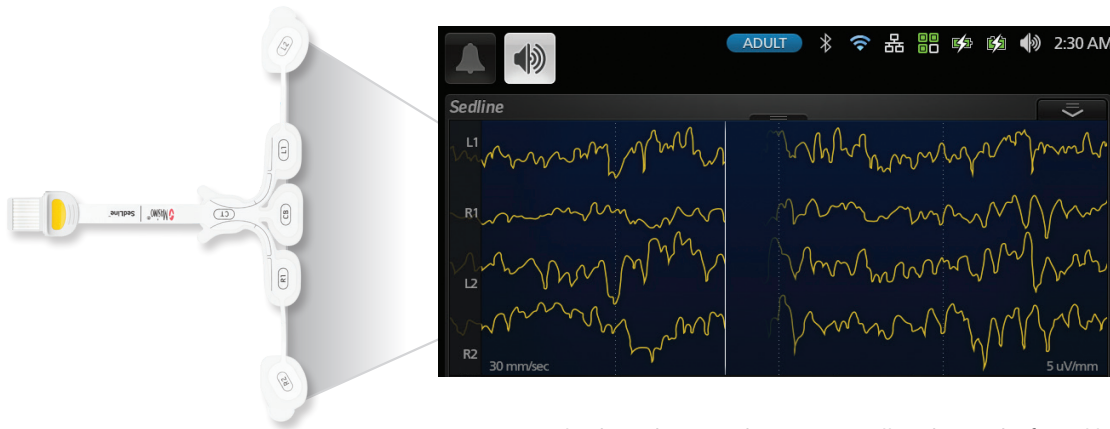 ADULT
2:30 AM
Sedline
L1
R1
L2
R2
30 mm/sec
5 uV/mm
L2
L1
CB
CT
R1
R2
Masimo®
SedLine